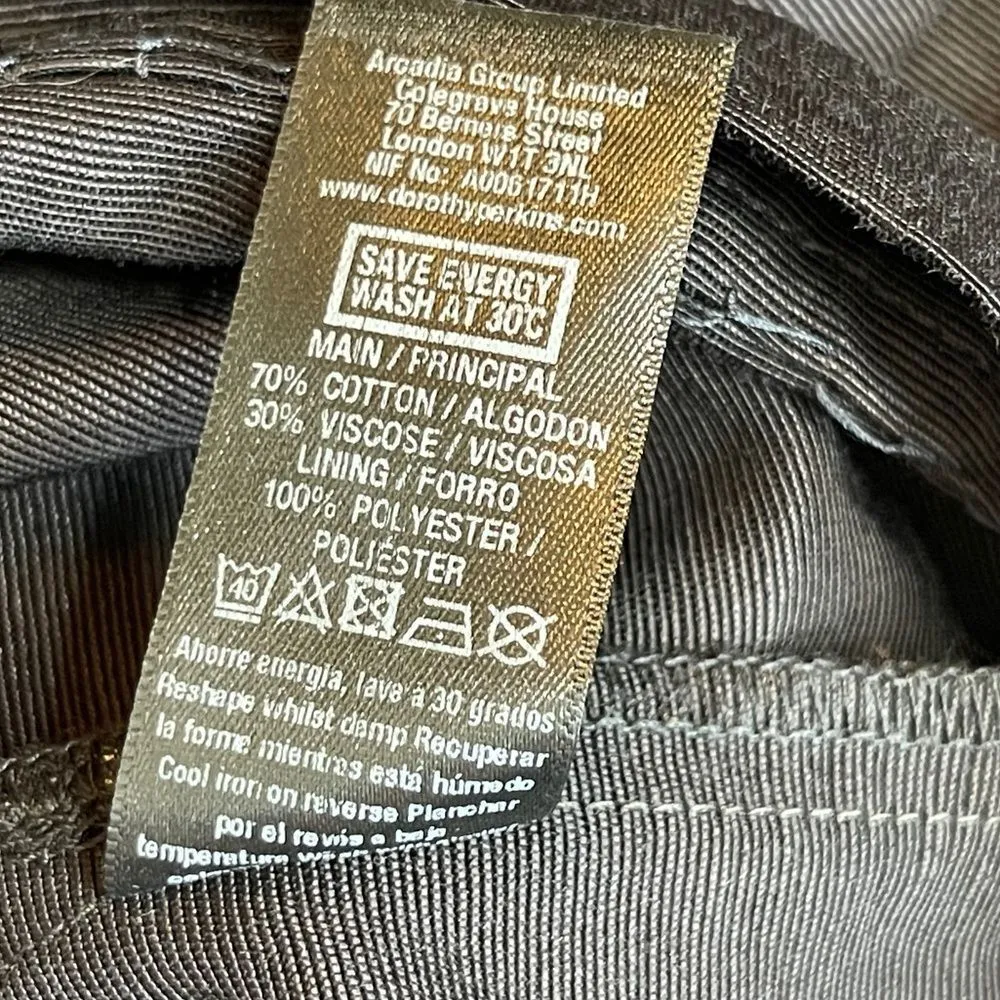 Arcadia Group Limited
Colegrave House
70 Berners Street
London W1T 3NL
NIF No: A0061711H
www.dorothyperkins.com
SAVE ENERGY
WASH AT 30°C
MAIN / PRINCIPAL
70% COTTON / ALGODON
30% VISCOSE / VISCOSA
LINING / FORRO
100% POLYESTER /
POLIÉSTER
40
Ahorre energia, lave a 30 grados
Reshape whilst damp Recuperar
la forme mientras está húmedo
Cool iron on reverse Planchar
por el revés a baja
temperatura